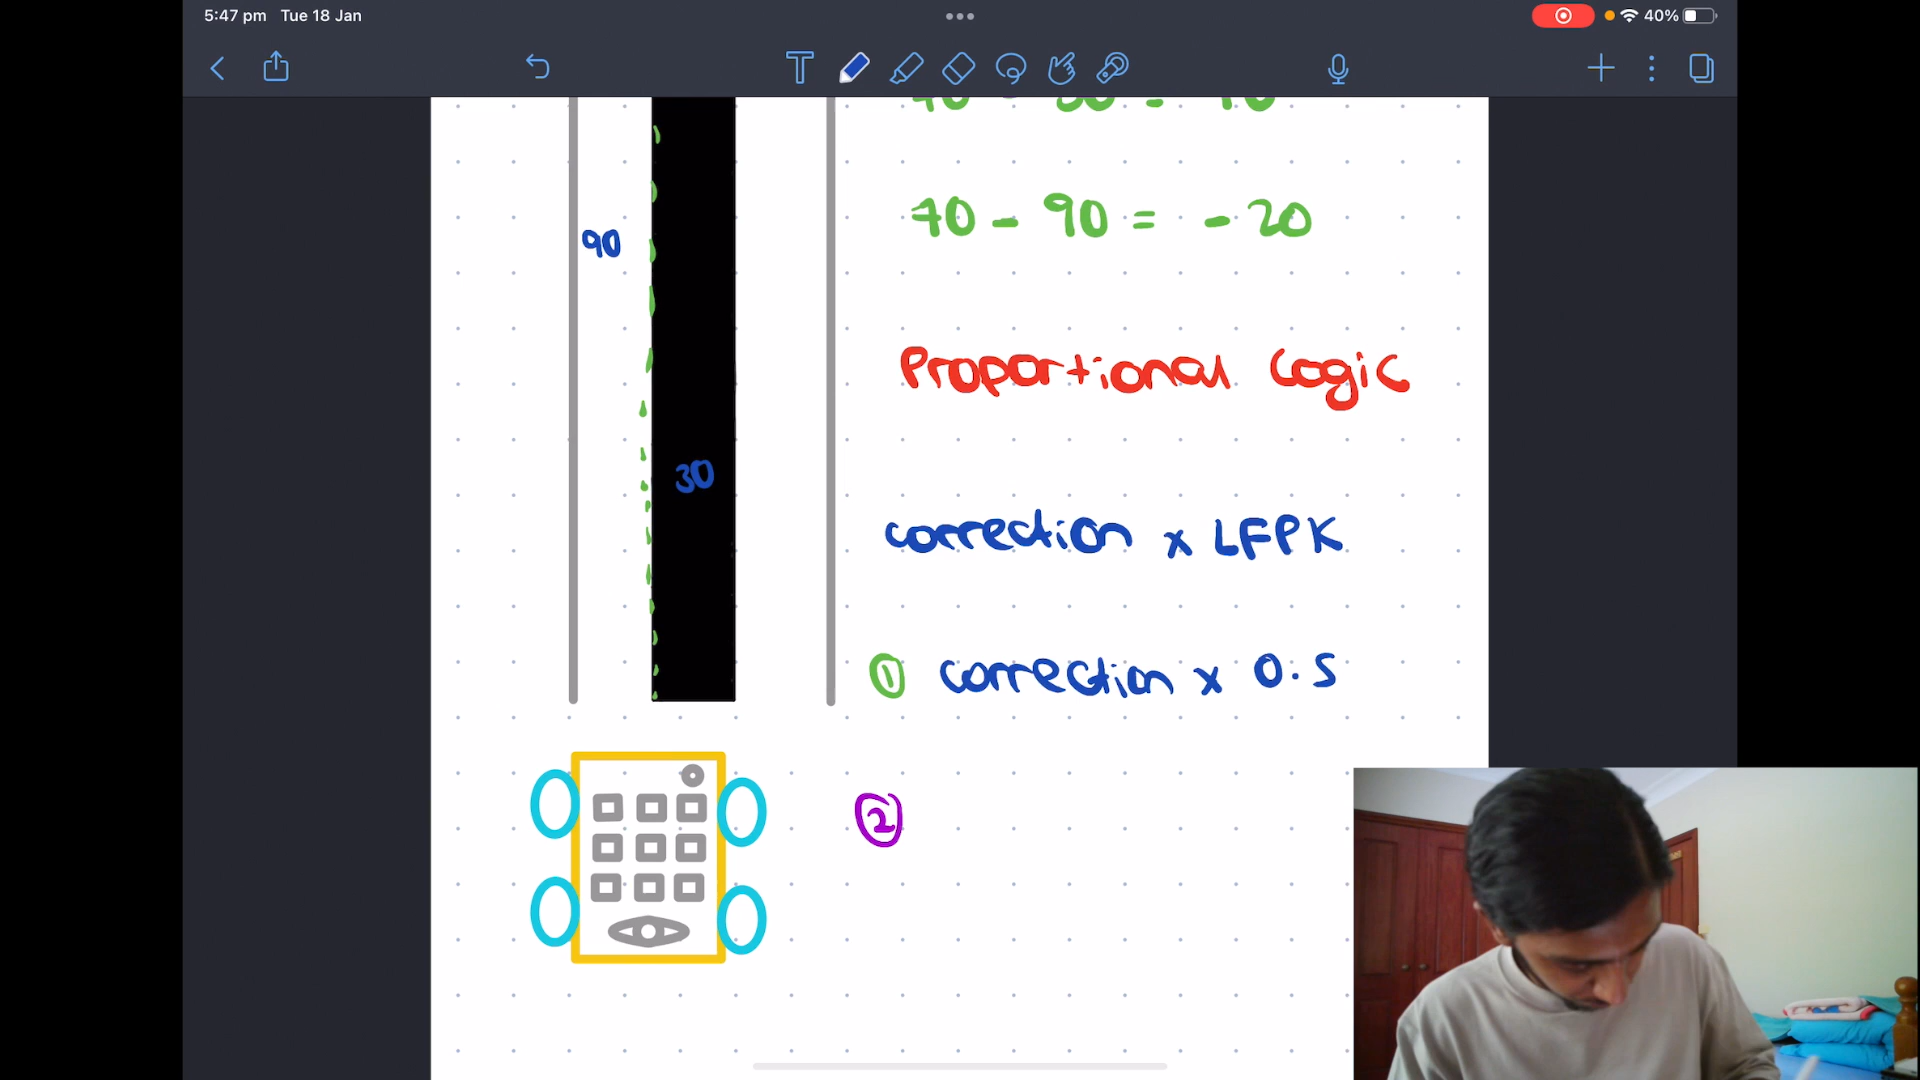 5:47 pm Tue 18 Jan
40%
70 - 90 = - 20
90
Proportional Logic
30
correction x LFPK
① correction x 0.5
②